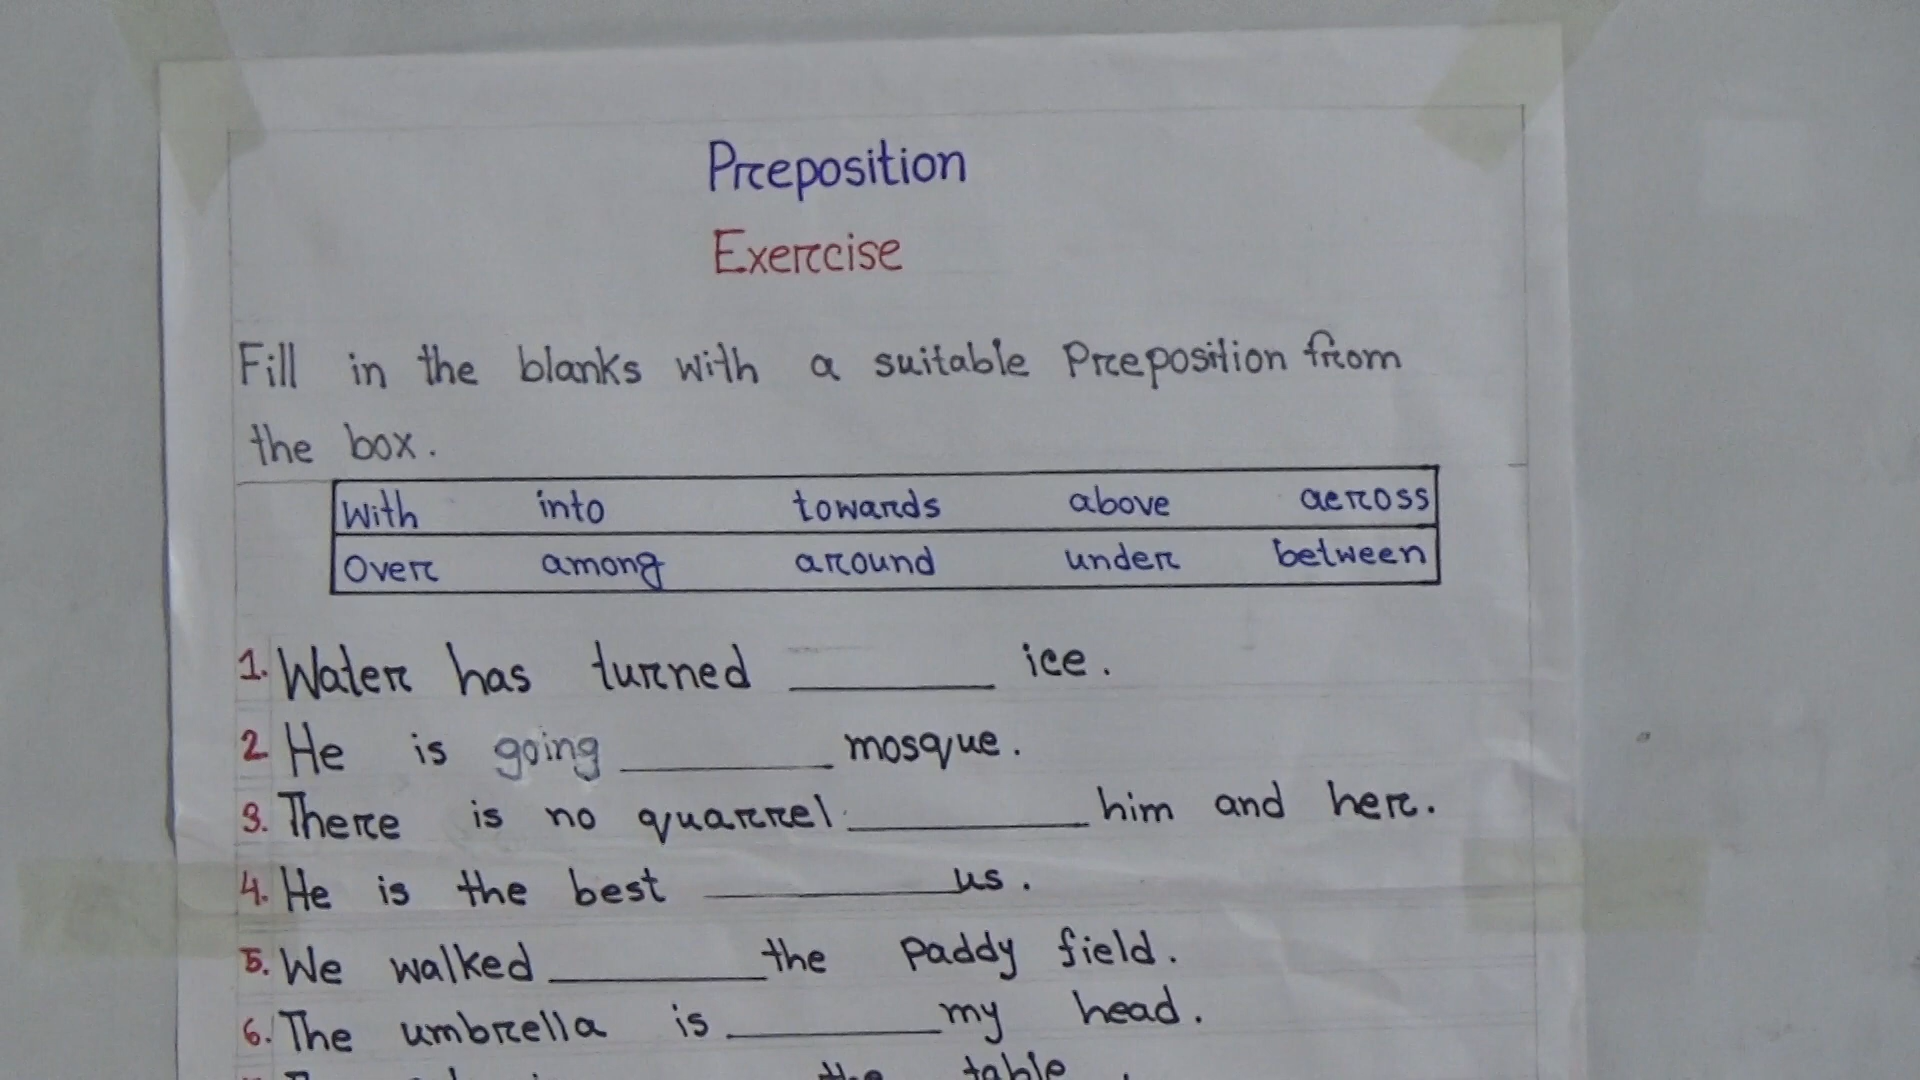 Preposition
Exercise
Fill in the blanks with a suitable Preposition from
the box.
With into towards above across
Over among around under between
1. Water has turned ________ ice.
2 He is going ________ mosque.
3. There is no quarrel ________ him and her.
4. He is the best ________ us.
5. We walked ________ the paddy field.
6. The umbrella is ________ my head.
the table.